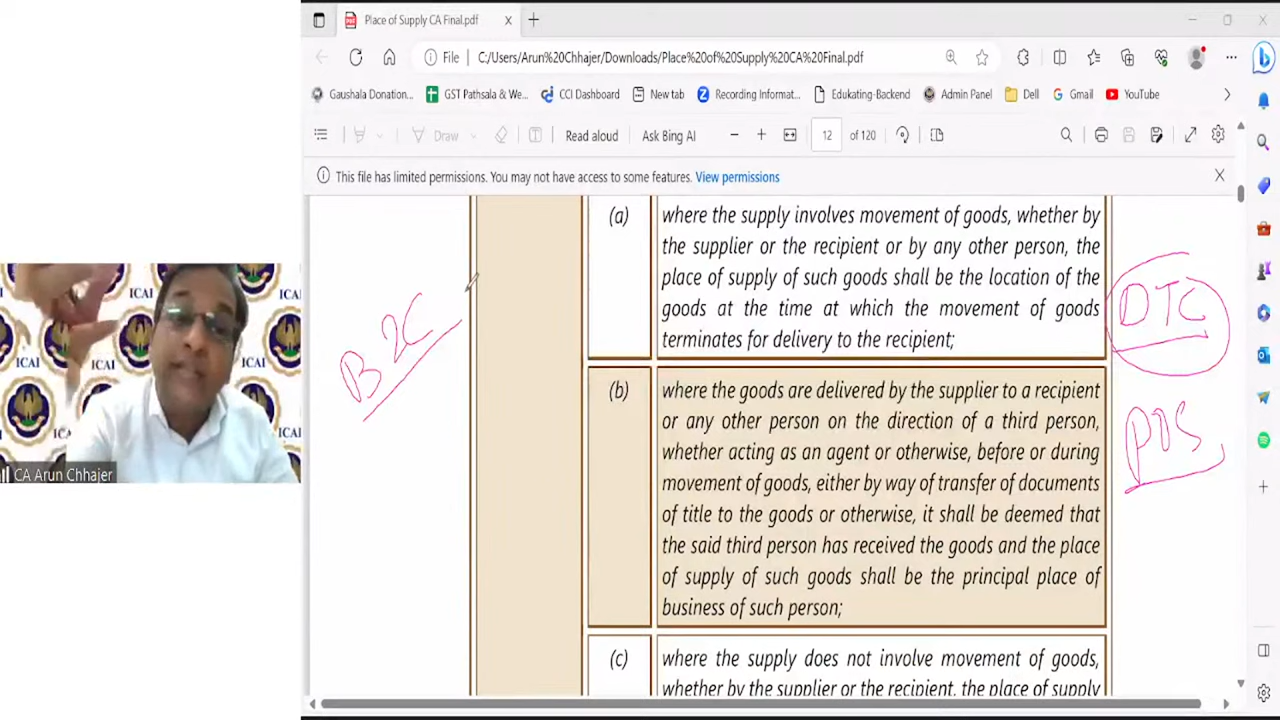 Place of Supply CA Final.pdf
File
C:/Users/Arun%20Chhajer/Downloads/Place%20of%20Supply%20CA%20Final.pdf
Gaushala Donation...
GST Pathsala & We...
CCI Dashboard
New tab
Recording Informat...
Edukating-Backend
Admin Panel
Dell
Gmail
YouTube
Draw
Read aloud
Ask Bing AI
12 of 120
This file has limited permissions. You may not have access to some features. View permissions
(a) where the supply involves movement of goods, whether by
the supplier or the recipient or by any other person, the
place of supply of such goods shall be the location of the
goods at the time at which the movement of goods
terminates for delivery to the recipient;
(b) where the goods are delivered by the supplier to a recipient
or any other person on the direction of a third person,
whether acting as an agent or otherwise, before or during
movement of goods, either by way of transfer of documents
of title to the goods or otherwise, it shall be deemed that
the said third person has received the goods and the place
of supply of such goods shall be the principal place of
business of such person;
(c) where the supply does not involve movement of goods,
whether by the supplier or the recipient, the place of supply
B2C
DTC
POS
ICAI
ICAI
ICAI
ICAI
CA Arun Chhajer